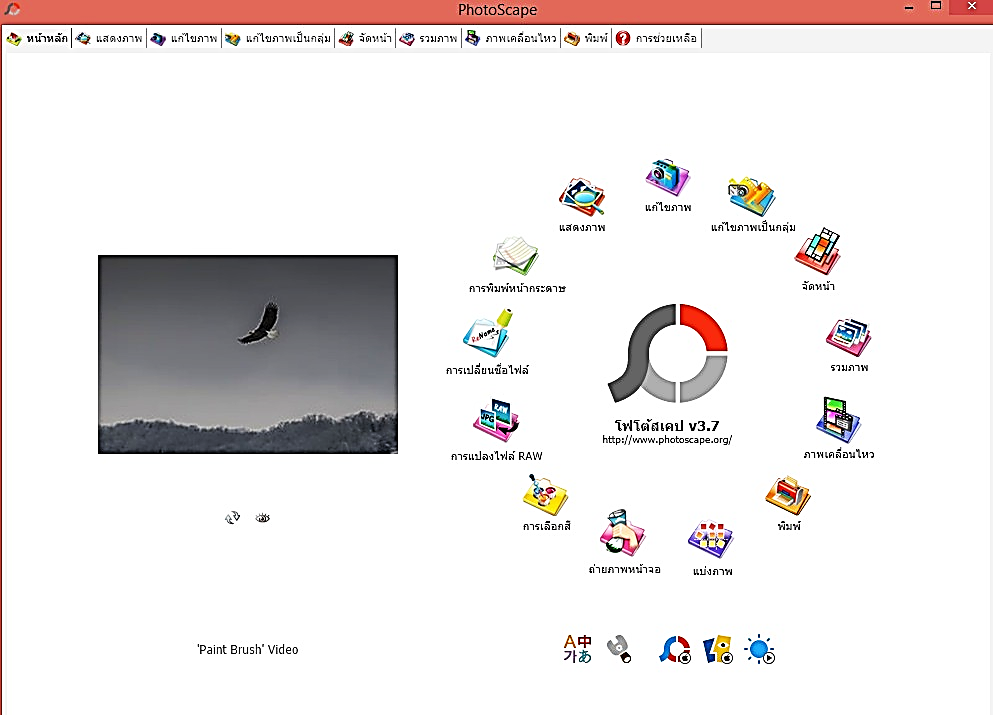 PhotoScape
หน้าหลัก
แสดงภาพ
แก้ไขภาพ
แก้ไขภาพเป็นกลุ่ม
จัดหน้า
รวมภาพ
ภาพเคลื่อนไหว
พิมพ์
การช่วยเหลือ
แก้ไขภาพ
แสดงภาพ
แก้ไขภาพเป็นกลุ่ม
การพิมพ์หน้ากระดาษ
จัดหน้า
ReName
การเปลี่ยนชื่อไฟล์
รวมภาพ
RAW
JPG
การแปลงไฟล์ RAW
โฟโต้สเคป v3.7
http://www.photoscape.org/
ภาพเคลื่อนไหว
การเลือกสี
พิมพ์
ถ่ายภาพหน้าจอ
แบ่งภาพ
'Paint Brush' Video
A中
가あ